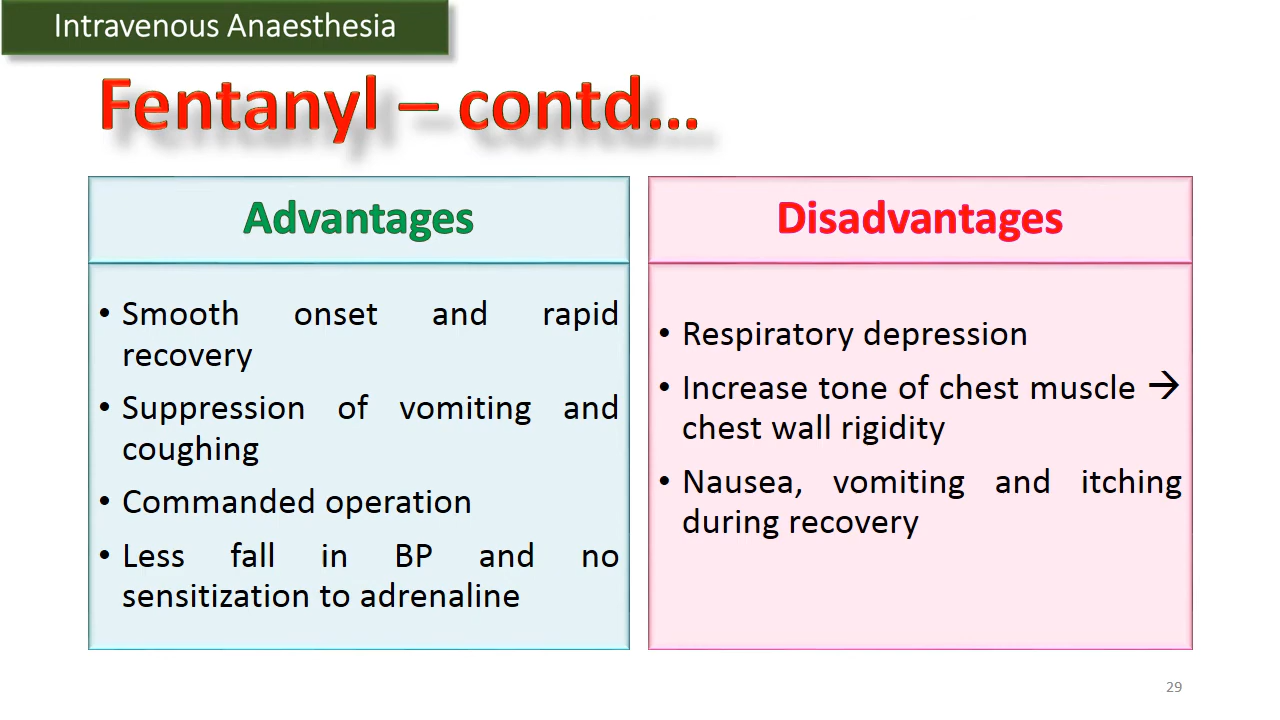 Intravenous Anaesthesia
Fentanyl – contd...
Advantages
• Smooth onset and rapid
recovery
• Suppression of vomiting and
coughing
• Commanded operation
• Less fall in BP and no
sensitization to adrenaline
Disadvantages
• Respiratory depression
• Increase tone of chest muscle →
chest wall rigidity
• Nausea, vomiting and itching
during recovery
29